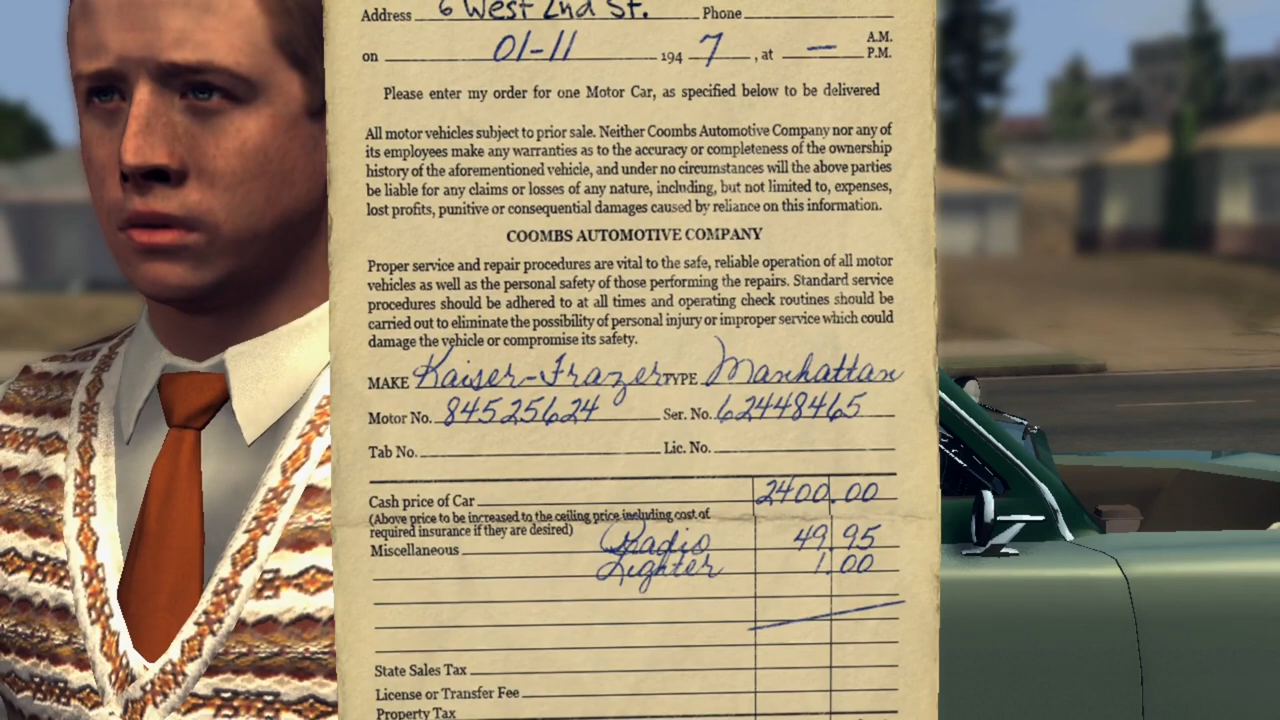 Address 6 West 2nd St. Phone
on 01-11 1947, at — A.M. P.M.
Please enter my order for one Motor Car, as specified below to be delivered
All motor vehicles subject to prior sale. Neither Coombs Automotive Company nor any of
its employees make any warranties as to the accuracy or completeness of the ownership
history of the aforementioned vehicle, and under no circumstances will the above parties
be liable for any claims or losses of any nature, including, but not limited to, expenses,
lost profits, punitive or consequential damages caused by reliance on this information.
COOMBS AUTOMOTIVE COMPANY
Proper service and repair procedures are vital to the safe, reliable operation of all motor
vehicles as well as the personal safety of those performing the repairs. Standard service
procedures should be adhered to at all times and operating check routines should be
carried out to eliminate the possibility of personal injury or improper service which could
damage the vehicle or compromise its safety.
MAKE Kaiser-Frazer TYPE Manhattan
Motor No. 84525624 Ser. No. 62448465
Tab No. Lic. No.
Cash price of Car 2400.00
(Above price to be increased to the ceiling price including cost of
required insurance if they are desired)
Miscellaneous Radio 49.95
Lighter 1.00
State Sales Tax
License or Transfer Fee
Property Tax